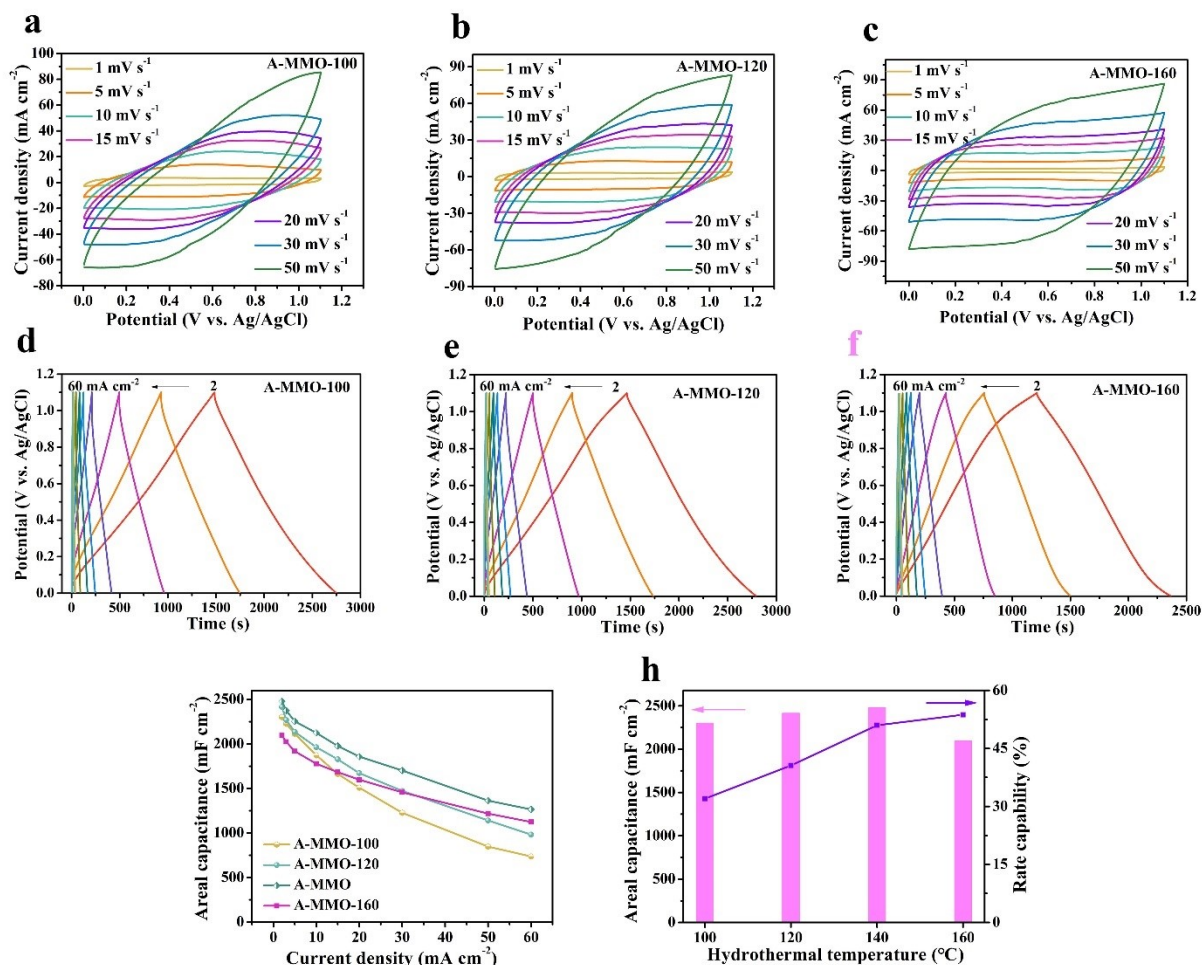 a
A-MMO-100
1 mV s⁻¹
5 mV s⁻¹
10 mV s⁻¹
15 mV s⁻¹
20 mV s⁻¹
30 mV s⁻¹
50 mV s⁻¹
Current density (mA cm⁻²)
100
80
60
40
20
0
-20
-40
-60
-80
0.0 0.2 0.4 0.6 0.8 1.0 1.2
Potential (V vs. Ag/AgCl)
b
A-MMO-120
1 mV s⁻¹
5 mV s⁻¹
10 mV s⁻¹
15 mV s⁻¹
20 mV s⁻¹
30 mV s⁻¹
50 mV s⁻¹
Current density (mA cm⁻²)
90
60
30
0
-30
-60
-90
0.0 0.2 0.4 0.6 0.8 1.0 1.2
Potential (V vs. Ag/AgCl)
c
A-MMO-160
1 mV s⁻¹
5 mV s⁻¹
10 mV s⁻¹
15 mV s⁻¹
20 mV s⁻¹
30 mV s⁻¹
50 mV s⁻¹
Current density (mA cm⁻²)
90
60
30
0
-30
-60
-90
0.0 0.2 0.4 0.6 0.8 1.0 1.2
Potential (V vs. Ag/AgCl)
d
60 mA cm⁻² 2
A-MMO-100
Potential (V vs. Ag/AgCl)
1.2
1.0
0.8
0.6
0.4
0.2
0.0
0 500 1000 1500 2000 2500 3000
Time (s)
e
60 mA cm⁻² 2
A-MMO-120
Potential (V vs. Ag/AgCl)
1.2
1.0
0.8
0.6
0.4
0.2
0.0
0 500 1000 1500 2000 2500 3000
Time (s)
f
60 mA cm⁻² 2
A-MMO-160
Potential (V vs. Ag/AgCl)
1.2
1.0
0.8
0.6
0.4
0.2
0.0
0 500 1000 1500 2000 2500
Time (s)
Areal capacitance (mF cm⁻²)
2500
2250
2000
1750
1500
1250
1000
750
500
250
0
A-MMO-100
A-MMO-120
A-MMO
A-MMO-160
0 10 20 30 40 50 60
Current density (mA cm⁻²)
h
Areal capacitance (mF cm⁻²)
2500
2250
2000
1750
1500
1250
1000
750
500
250
0
60
45
30
15
0
Rate capability (%)
100 120 140 160
Hydrothermal temperature (°C)